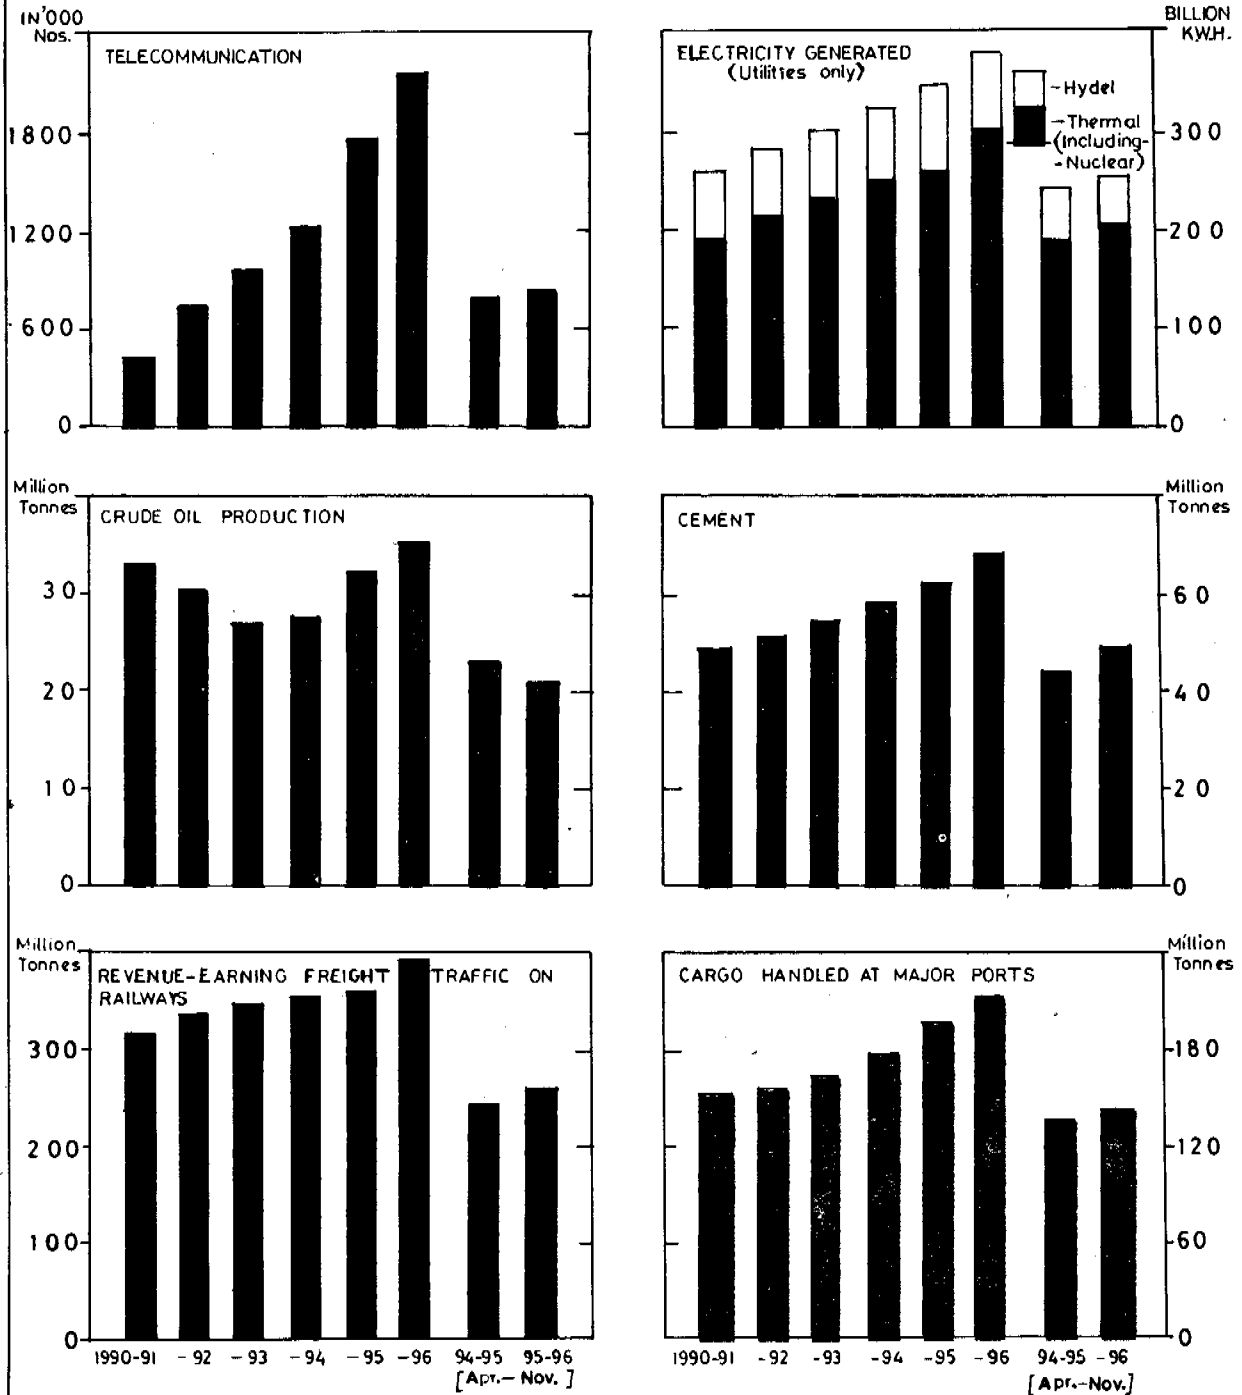 IN'000
Nos.
TELECOMMUNICATION
1800
1200
600
0
BILLION
KW.H.
ELECTRICITY GENERATED
(Utilities only)
-Hydel
-Thermal
(Including-
-Nuclear)
300
200
100
0
Million
Tonnes
CRUDE OIL PRODUCTION
30
20
10
0
Million
Tonnes
CEMENT
60
40
20
0
Million
Tonnes
REVENUE-EARNING FREIGHT TRAFFIC ON
RAILWAYS
300
200
100
0
1990-91 -92 -93 -94 -95 -96 94-95 95-96
[Apr.-Nov.]
Million
Tonnes
CARGO HANDLED AT MAJOR PORTS
180
120
60
0
1990-91 -92 -93 -94 -95 -96 94-95 -96
[Apr.-Nov.]